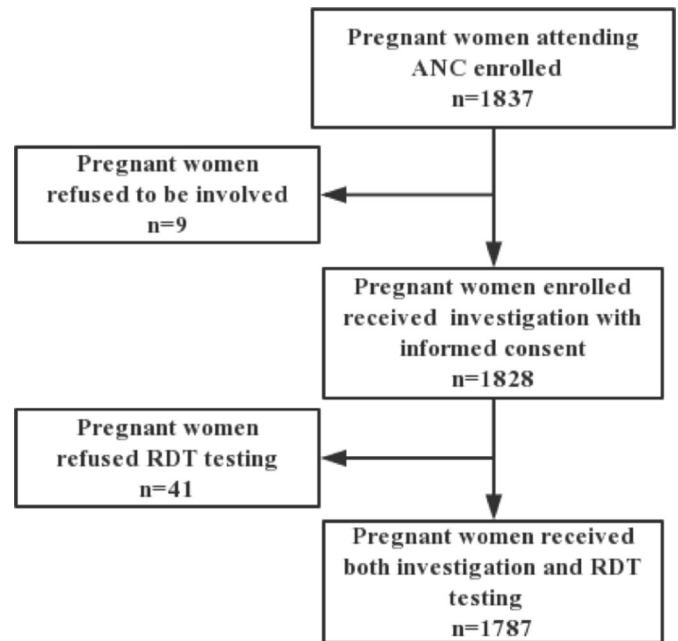 Pregnant women attending
ANC enrolled
n=1837
Pregnant women
refused to be involved
n=9
Pregnant women enrolled
received investigation with
informed consent
n=1828
Pregnant women
refused RDT testing
n=41
Pregnant women received
both investigation and RDT
testing
n=1787